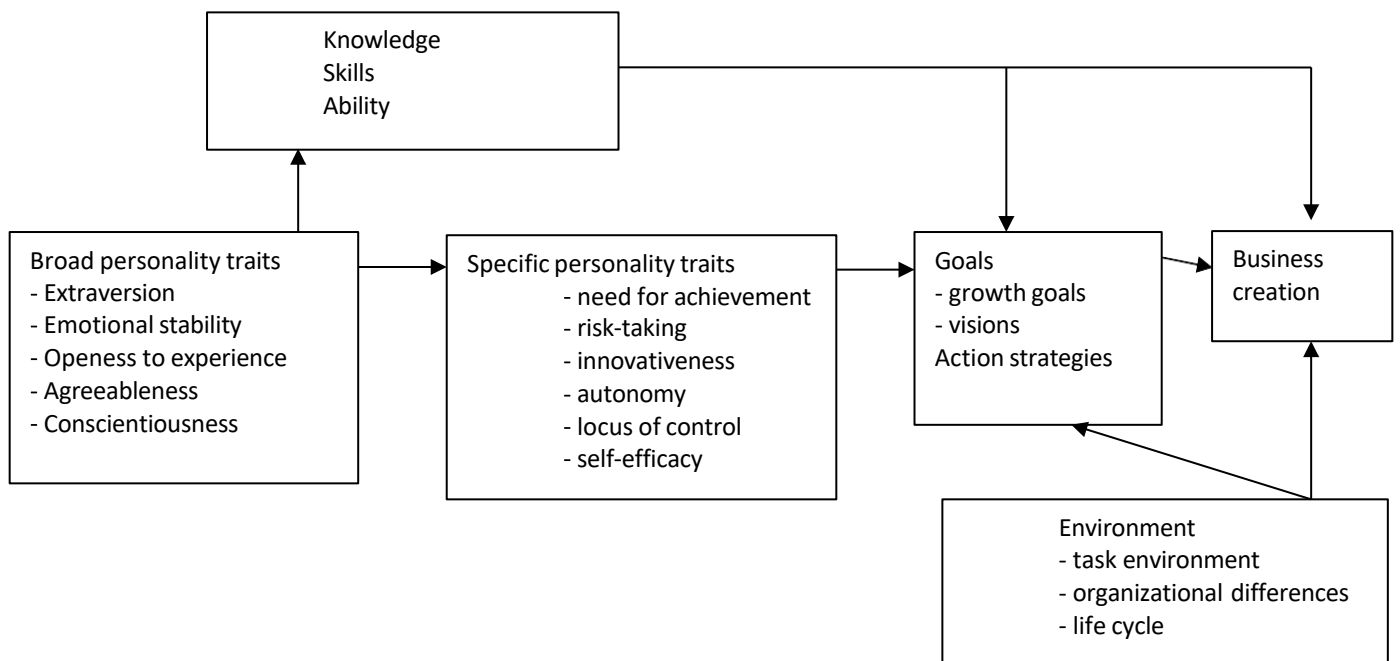 Knowledge
Skills
Ability
Broad personality traits
- Extraversion
- Emotional stability
- Openess to experience
- Agreeableness
- Conscientiousness
Specific personality traits
- need for achievement
- risk-taking
- innovativeness
- autonomy
- locus of control
- self-efficacy
Goals
- growth goals
- visions
Action strategies
Business
creation
Environment
- task environment
- organizational differences
- life cycle